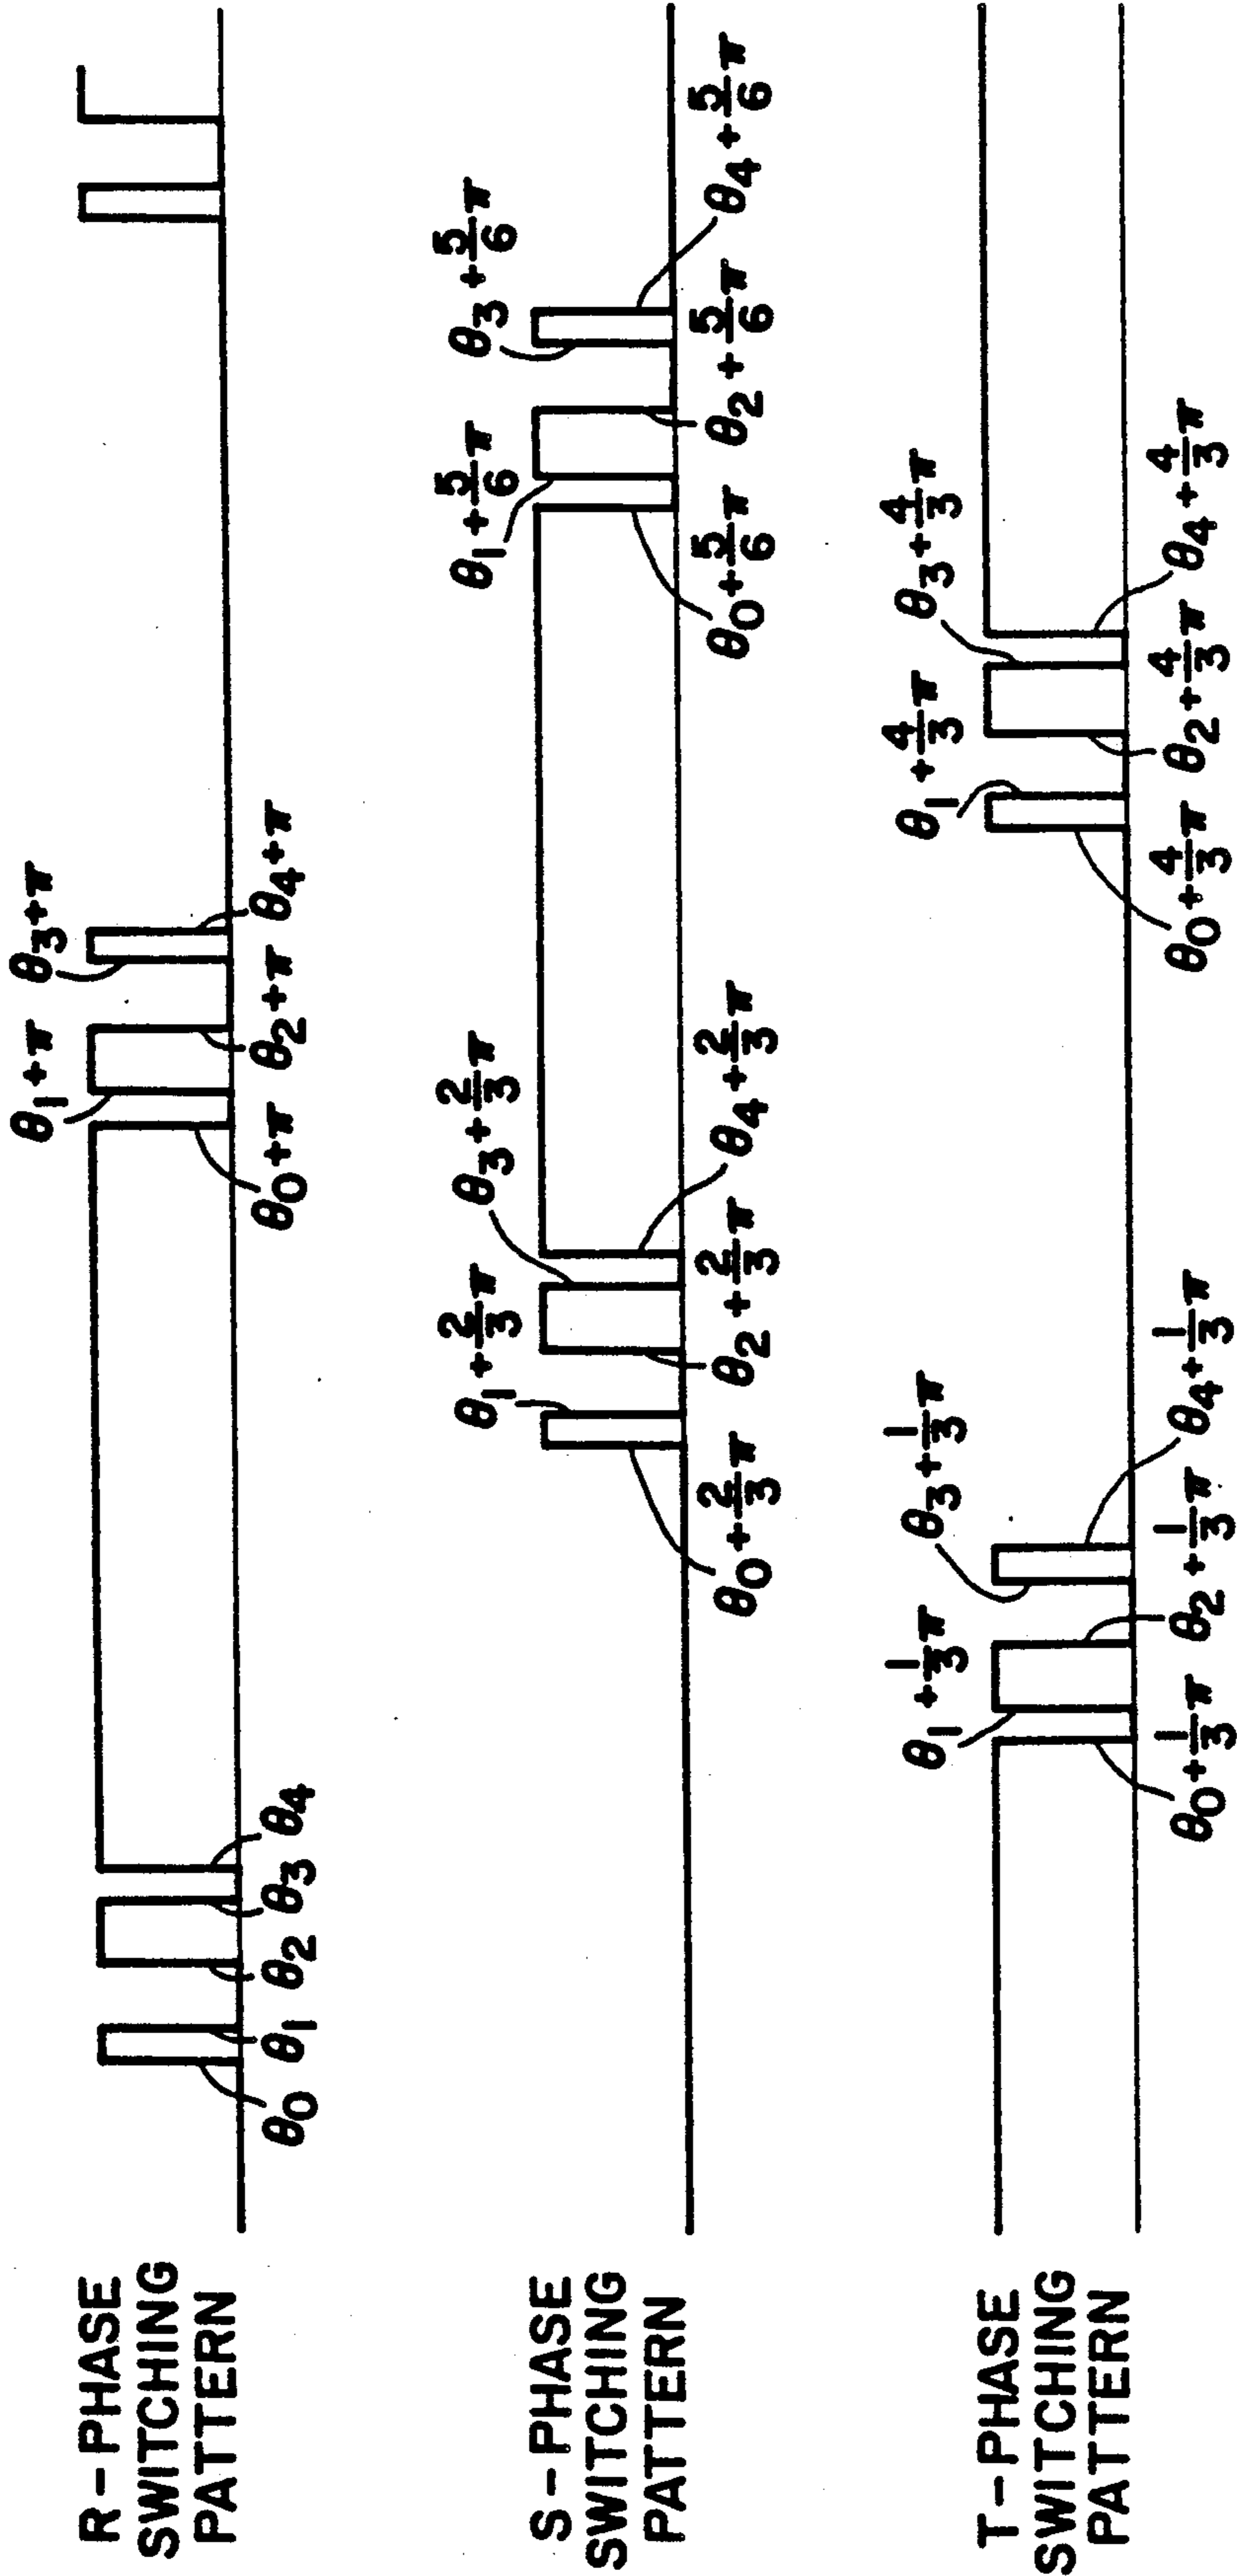 R-PHASE
SWITCHING
PATTERN
θ1+π θ3+π
θ0 θ1 θ2 θ3 θ4 θ0+π θ2+π θ4+π
S-PHASE
SWITCHING
PATTERN
θ1+2/3π θ3+2/3π θ1+5/6π θ3+5/6π
θ0+2/3π θ2+2/3π θ4+2/3π θ0+5/6π θ2+5/6π θ4+5/6π
T-PHASE
SWITCHING
PATTERN
θ1+1/3π θ3+1/3π θ1+4/3π θ3+4/3π
θ0+1/3π θ2+1/3π θ4+1/3π θ0+4/3π θ2+4/3π θ4+4/3π